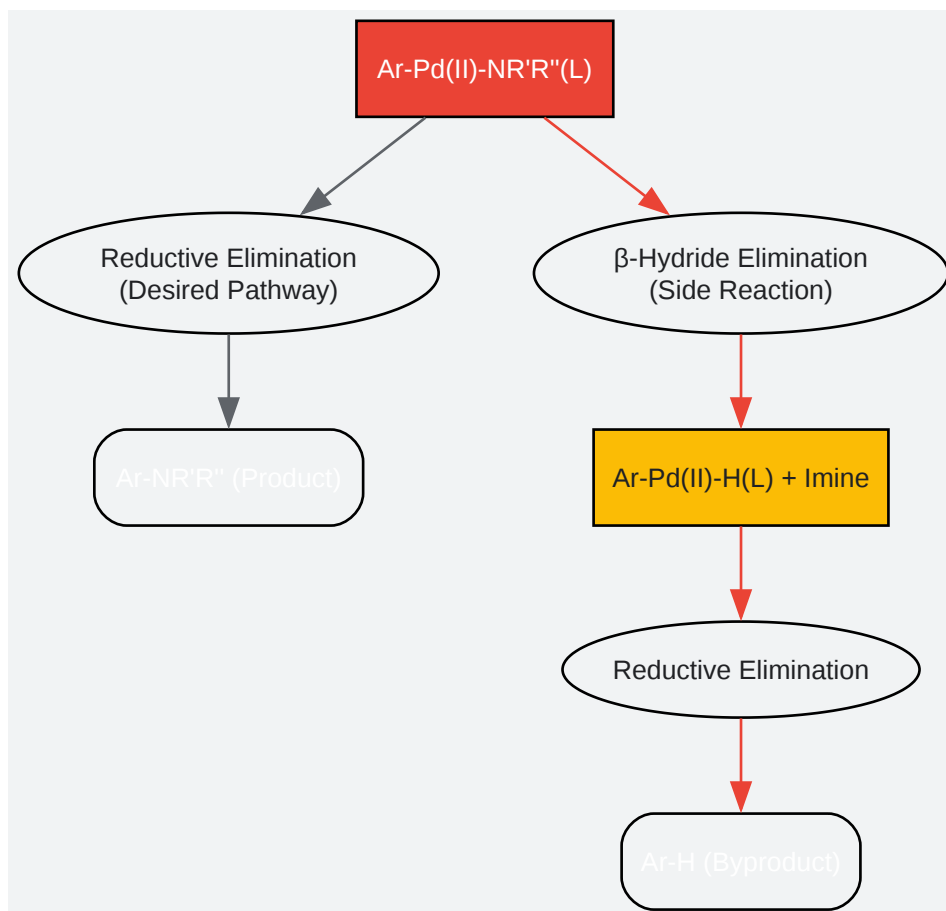 Ar-Pd(II)-NR'R''(L)
Reductive Elimination
(Desired Pathway)
β-Hydride Elimination
(Side Reaction)
Ar-NR'R'' (Product)
Ar-Pd(II)-H(L) + Imine
Reductive Elimination
Ar-H (Byproduct)